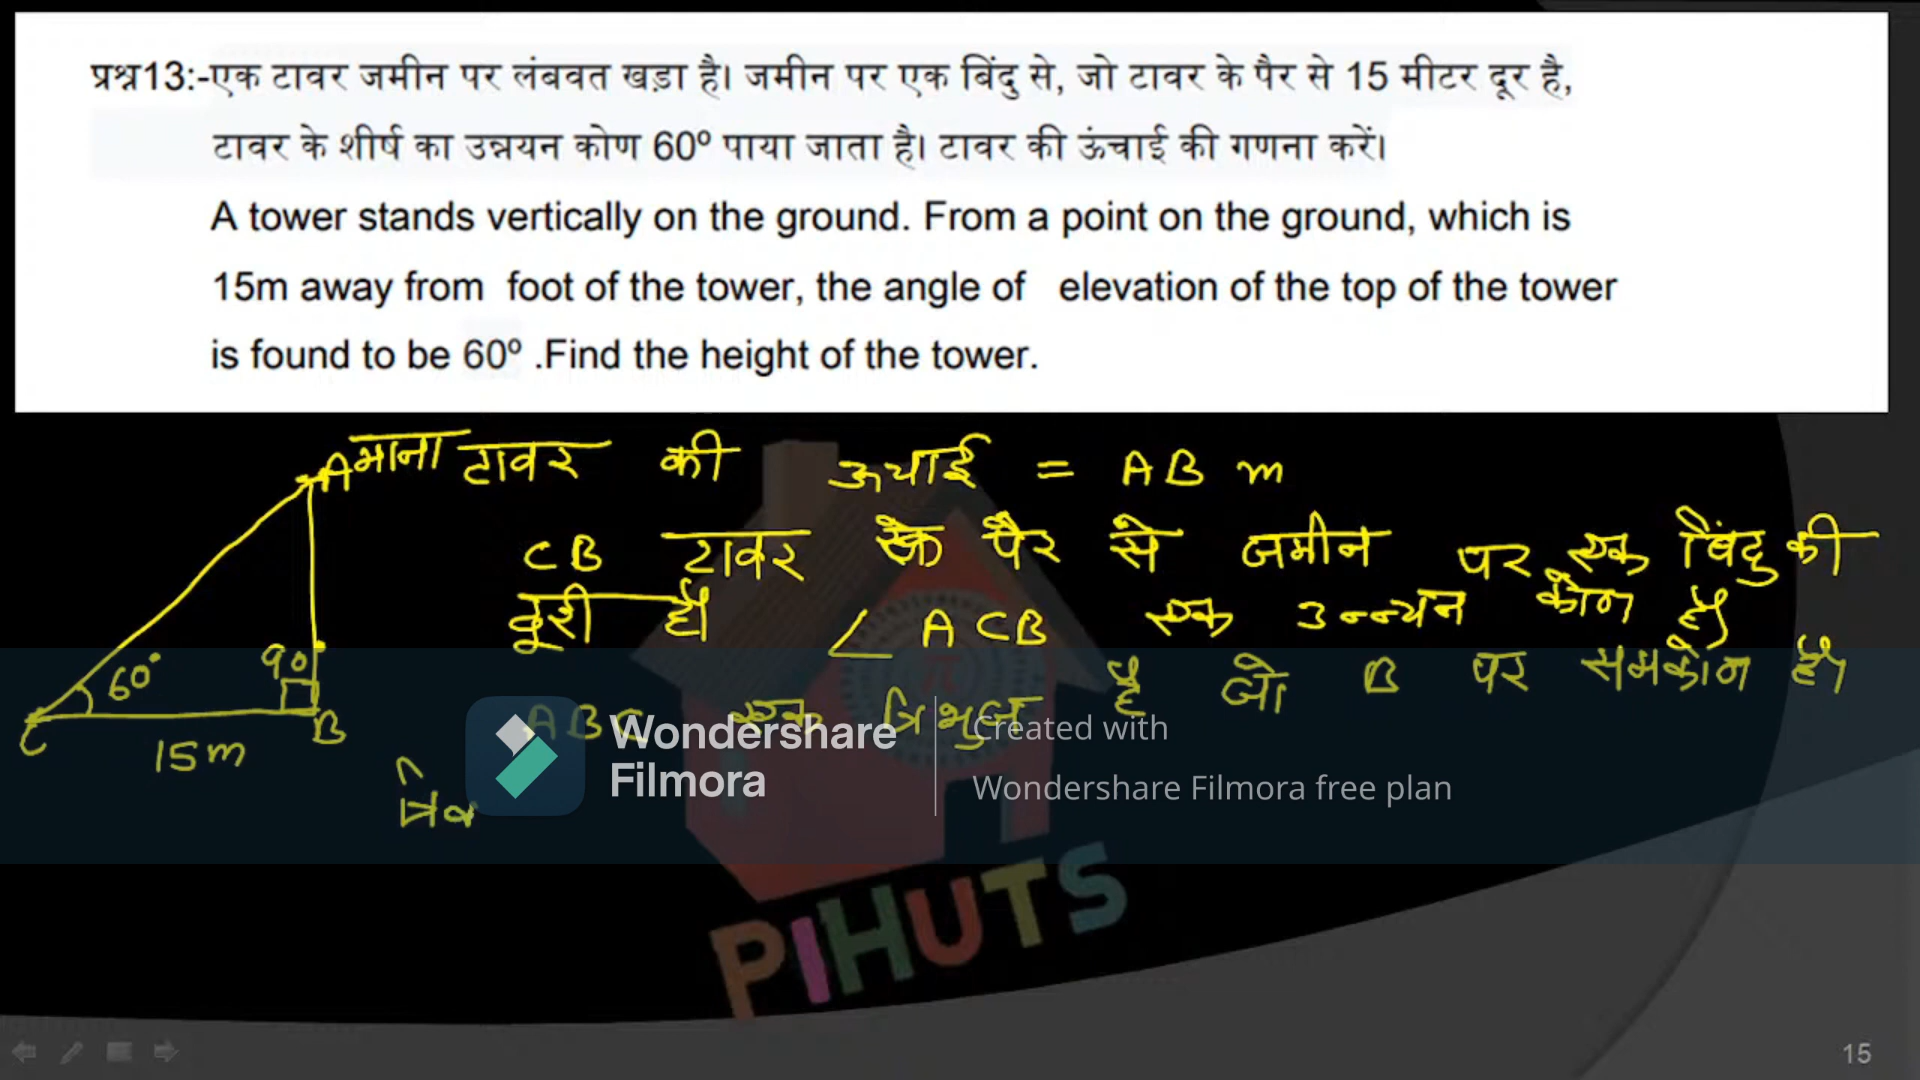 प्रश्न13:-एक टावर जमीन पर लंबवत खड़ा है। जमीन पर एक बिंदु से, जो टावर के पैर से 15 मीटर दूर है,
टावर के शीर्ष का उन्नयन कोण 60º पाया जाता है। टावर की ऊंचाई की गणना करें।
A tower stands vertically on the ground. From a point on the ground, which is
15m away from foot of the tower, the angle of elevation of the top of the tower
is found to be 60º .Find the height of the tower.
A माना टावर की ऊचाई = AB m
CB टावर के पैर से जमीन पर एक बिंदु की
दूरी है। ∠ACB एक उन्नयन कोण है।
ABC एक त्रिभुज है जो B पर समकोण है।
60° 90°
C 15m B
Wondershare
Filmora
Created with
Wondershare Filmora free plan
PIHUTS
15